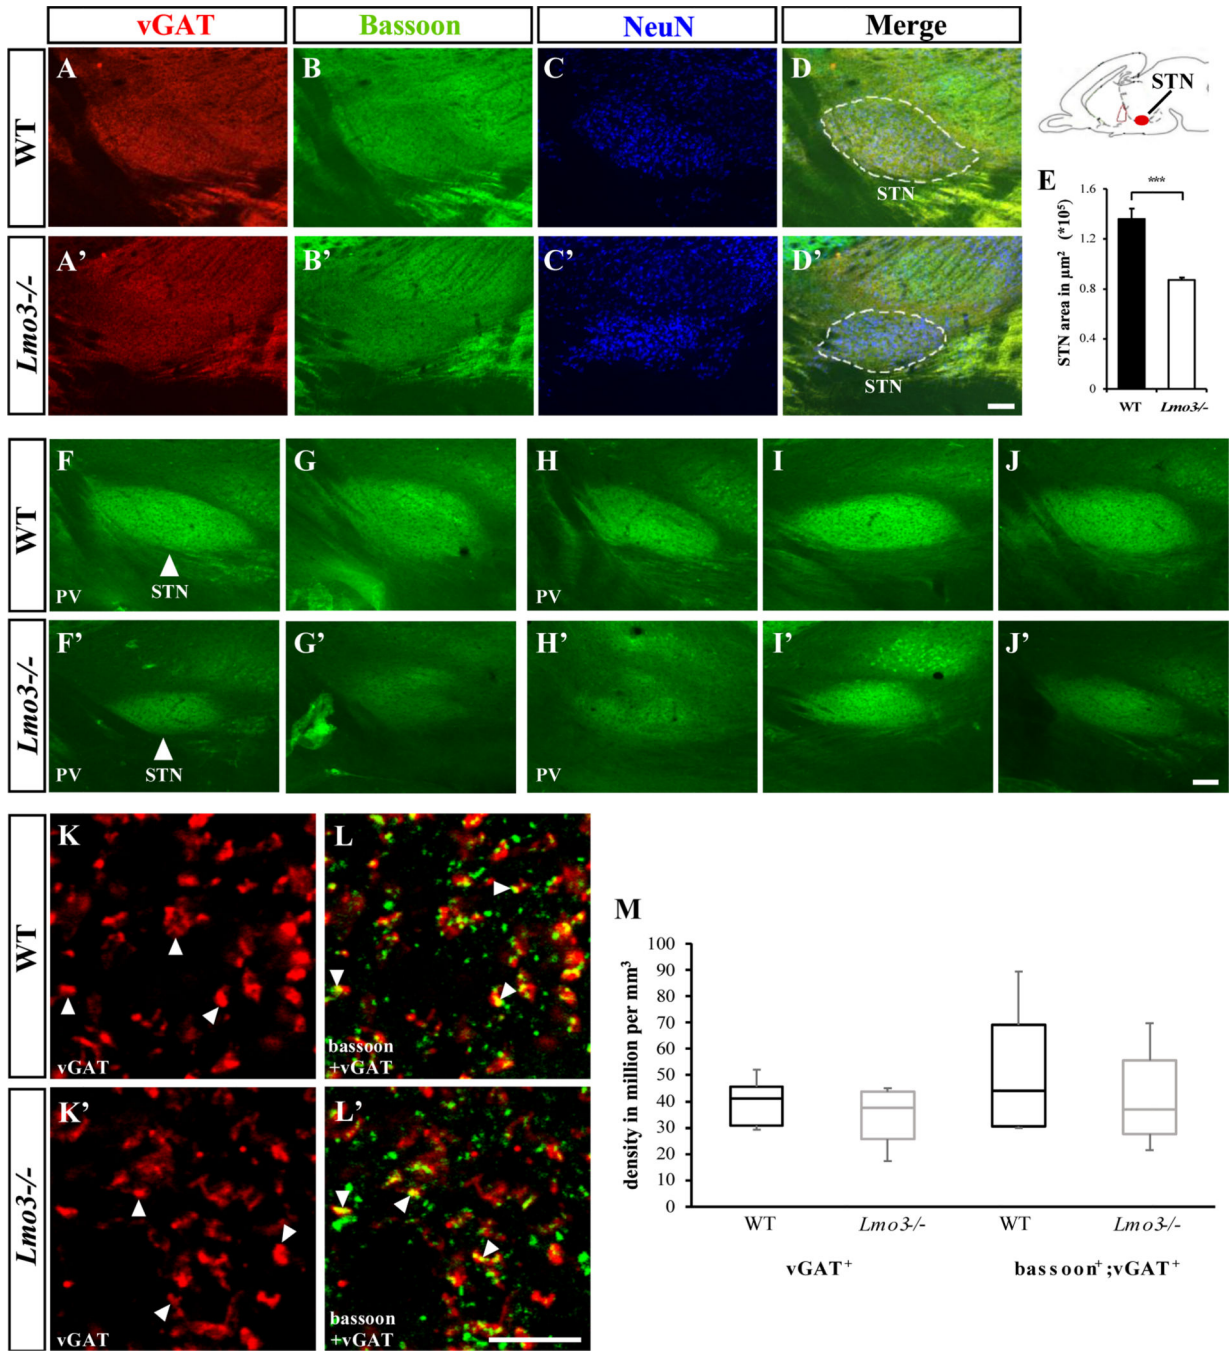 vGAT Bassoon NeuN Merge
WT
A B C D
STN
STN
Lmo3-/-
A’ B’ C’ D’
STN
E
***
STN area in µm² (*10⁵)
1.6
1.2
0.8
0.4
0
WT Lmo3-/-
WT
F G H I J
STN
PV PV
Lmo3-/-
F’ G’ H’ I’ J’
STN
PV PV
WT
K L
vGAT
bassoon
+vGAT
Lmo3-/-
K’ L’
vGAT
bassoon
+vGAT
M
density in million per mm³
100
90
80
70
60
50
40
30
20
10
0
WT Lmo3-/- WT Lmo3-/-
vGAT⁺ bassoon⁺;vGAT⁺